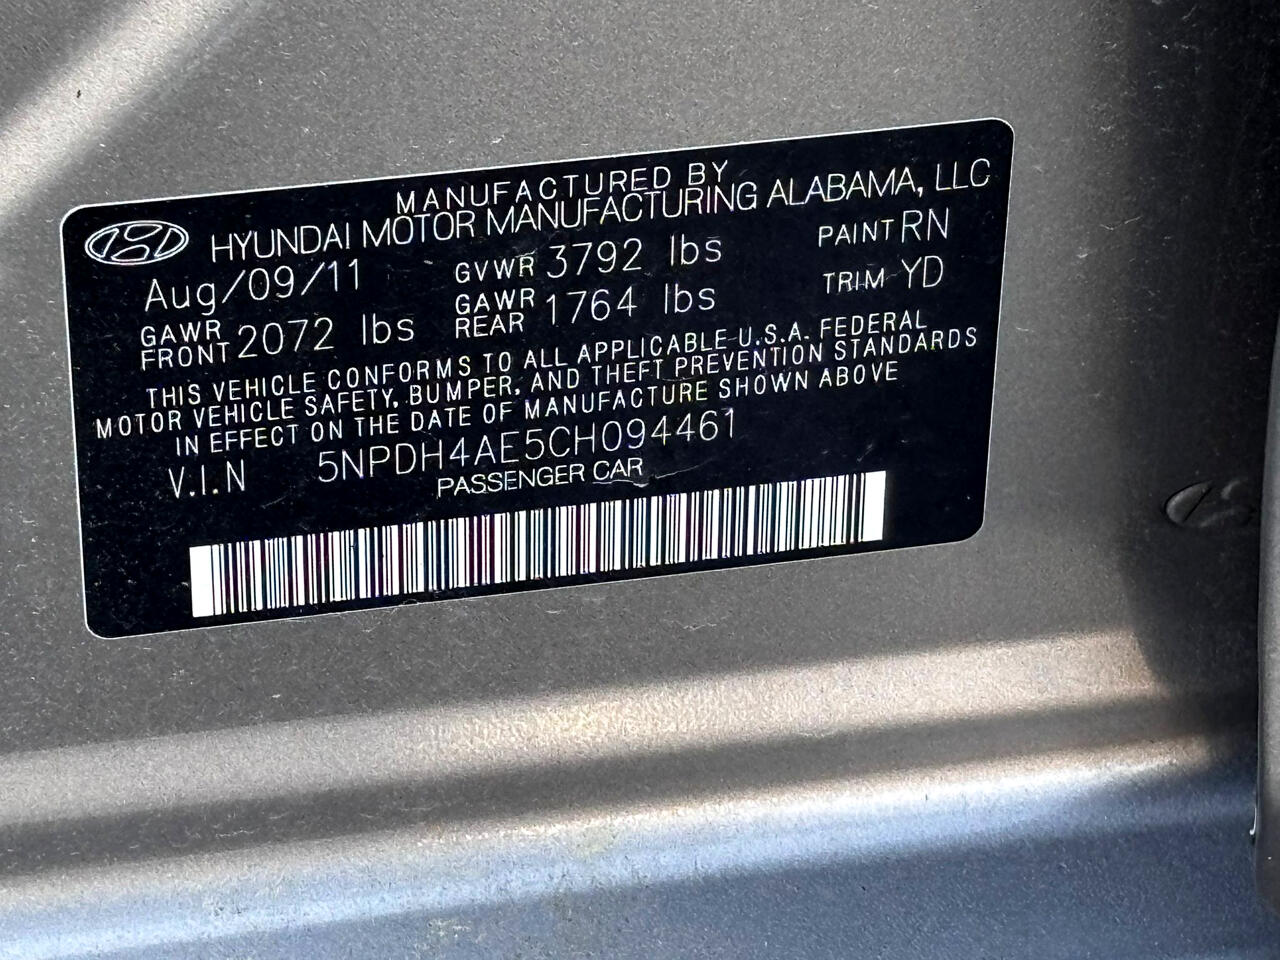 MANUFACTURED BY
HYUNDAI MOTOR MANUFACTURING ALABAMA, LLC
Aug/09/11 GVWR 3792 lbs PAINT RN
GAWR FRONT 2072 lbs GAWR REAR 1764 lbs TRIM YD
THIS VEHICLE CONFORMS TO ALL APPLICABLE U.S.A. FEDERAL
MOTOR VEHICLE SAFETY, BUMPER, AND THEFT PREVENTION STANDARDS
IN EFFECT ON THE DATE OF MANUFACTURE SHOWN ABOVE
V.I.N 5NPDH4AE5CH094461
PASSENGER CAR